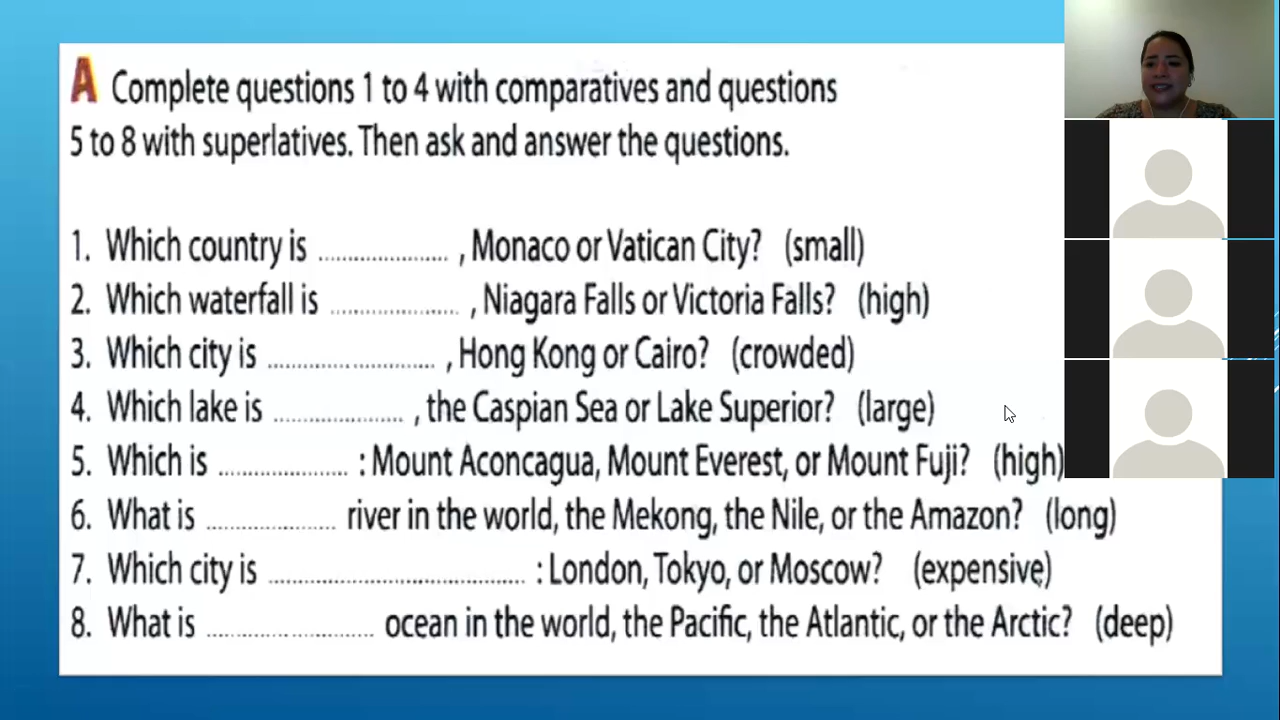 A Complete questions 1 to 4 with comparatives and questions
5 to 8 with superlatives. Then ask and answer the questions.
1. Which country is ..................... , Monaco or Vatican City? (small)
2. Which waterfall is ..................... , Niagara Falls or Victoria Falls? (high)
3. Which city is ........................... , Hong Kong or Cairo? (crowded)
4. Which lake is ..................... , the Caspian Sea or Lake Superior? (large)
5. Which is ..................... : Mount Aconcagua, Mount Everest, or Mount Fuji? (high)
6. What is ..................... river in the world, the Mekong, the Nile, or the Amazon? (long)
7. Which city is .......................................... : London, Tokyo, or Moscow? (expensive)
8. What is ........................... ocean in the world, the Pacific, the Atlantic, or the Arctic? (deep)